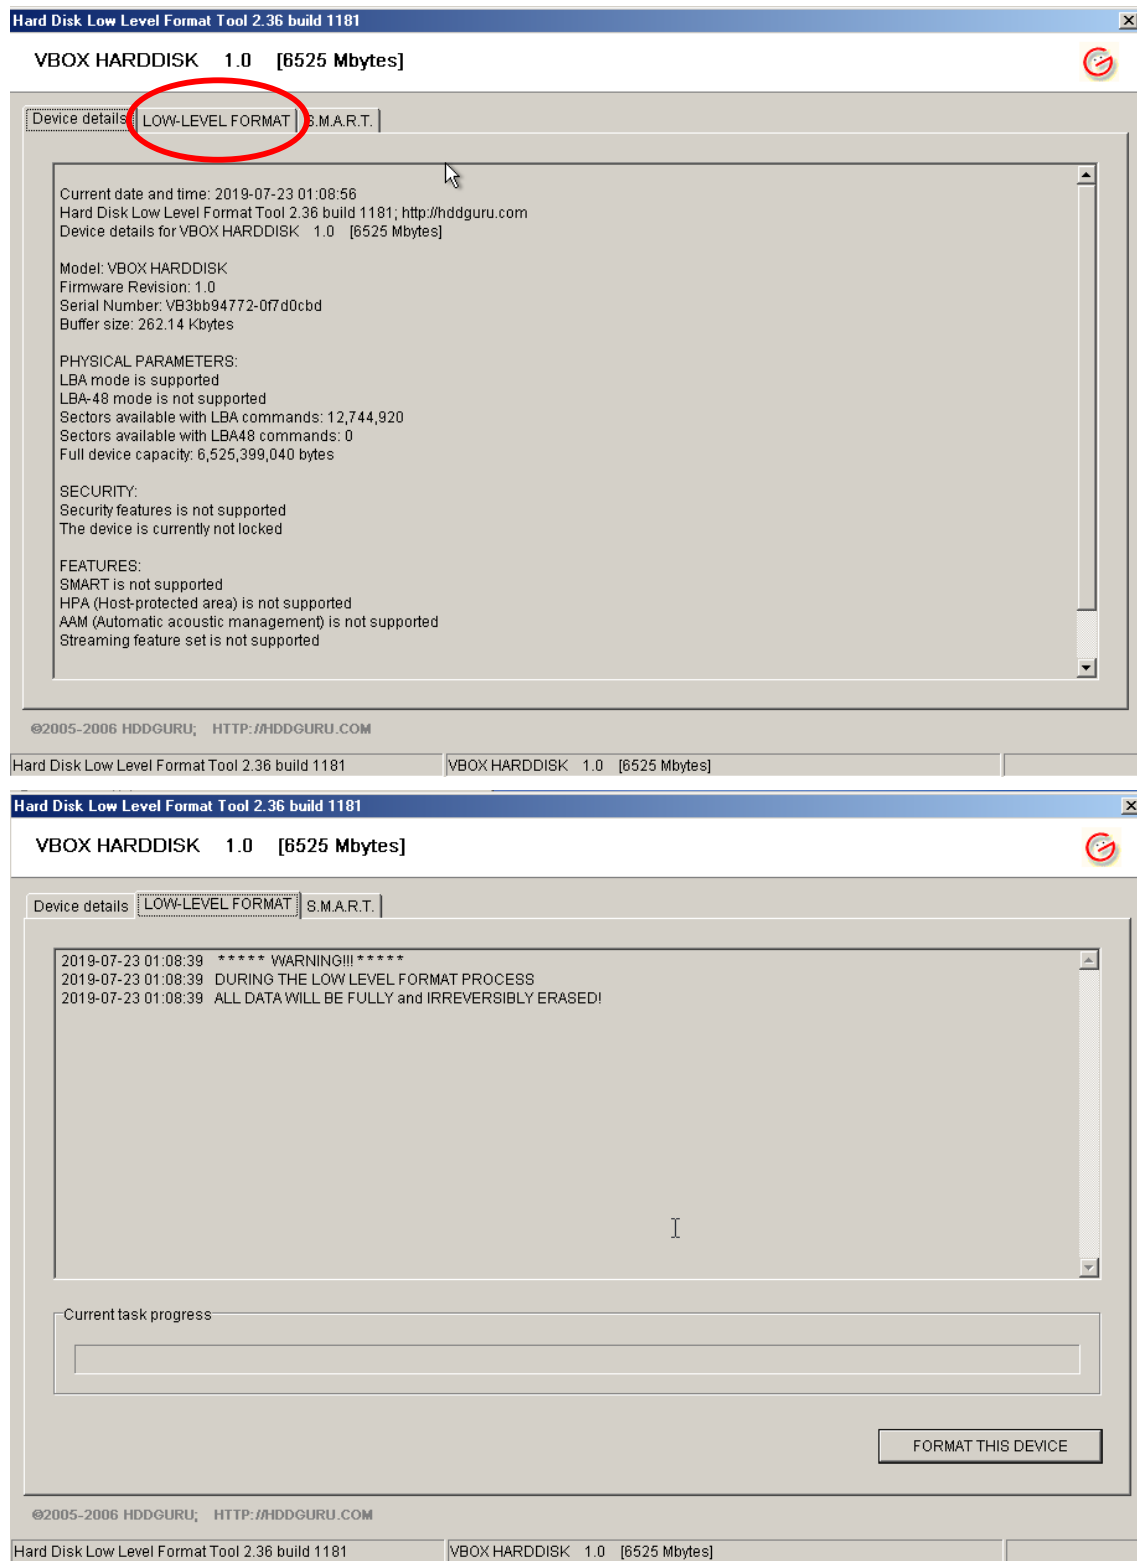 Hard Disk Low Level Format Tool 2.36 build 1181
VBOX HARDDISK 1.0 [6525 Mbytes]
Device details LOW-LEVEL FORMAT S.M.A.R.T.
Current date and time: 2019-07-23 01:08:56
Hard Disk Low Level Format Tool 2.36 build 1181; http://hddguru.com
Device details for VBOX HARDDISK 1.0 [6525 Mbytes]
Model: VBOX HARDDISK
Firmware Revision: 1.0
Serial Number: VB3bb94772-0f7d0cbd
Buffer size: 262.14 Kbytes
PHYSICAL PARAMETERS:
LBA mode is supported
LBA-48 mode is not supported
Sectors available with LBA commands: 12,744,920
Sectors available with LBA48 commands: 0
Full device capacity: 6,525,399,040 bytes
SECURITY:
Security features is not supported
The device is currently not locked
FEATURES:
SMART is not supported
HPA (Host-protected area) is not supported
AAM (Automatic acoustic management) is not supported
Streaming feature set is not supported
©2005-2006 HDDGURU; HTTP://HDDGURU.COM
Hard Disk Low Level Format Tool 2.36 build 1181 VBOX HARDDISK 1.0 [6525 Mbytes]
Hard Disk Low Level Format Tool 2.36 build 1181
VBOX HARDDISK 1.0 [6525 Mbytes]
Device details LOW-LEVEL FORMAT S.M.A.R.T.
2019-07-23 01:08:39 * * * * * WARNING!!! * * * * *
2019-07-23 01:08:39 DURING THE LOW LEVEL FORMAT PROCESS
2019-07-23 01:08:39 ALL DATA WILL BE FULLY and IRREVERSIBLY ERASED!
Current task progress
FORMAT THIS DEVICE
©2005-2006 HDDGURU; HTTP://HDDGURU.COM
Hard Disk Low Level Format Tool 2.36 build 1181 VBOX HARDDISK 1.0 [6525 Mbytes]